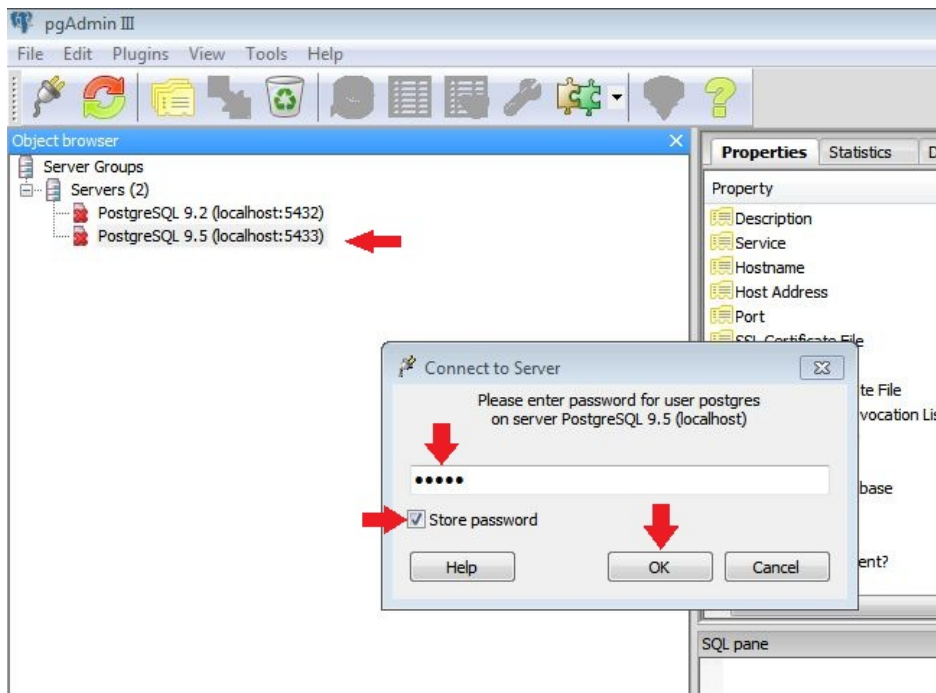 pgAdmin III
File Edit Plugins View Tools Help
Object browser
Server Groups
Servers (2)
PostgreSQL 9.2 (localhost:5432)
PostgreSQL 9.5 (localhost:5433)
Properties Statistics D
Property
Description
Service
Hostname
Host Address
Port
SSL Certificate File
te File
vocation Lis
base
ent?
Connect to Server
Please enter password for user postgres
on server PostgreSQL 9.5 (localhost)
•••••
Store password
Help OK Cancel
SQL pane